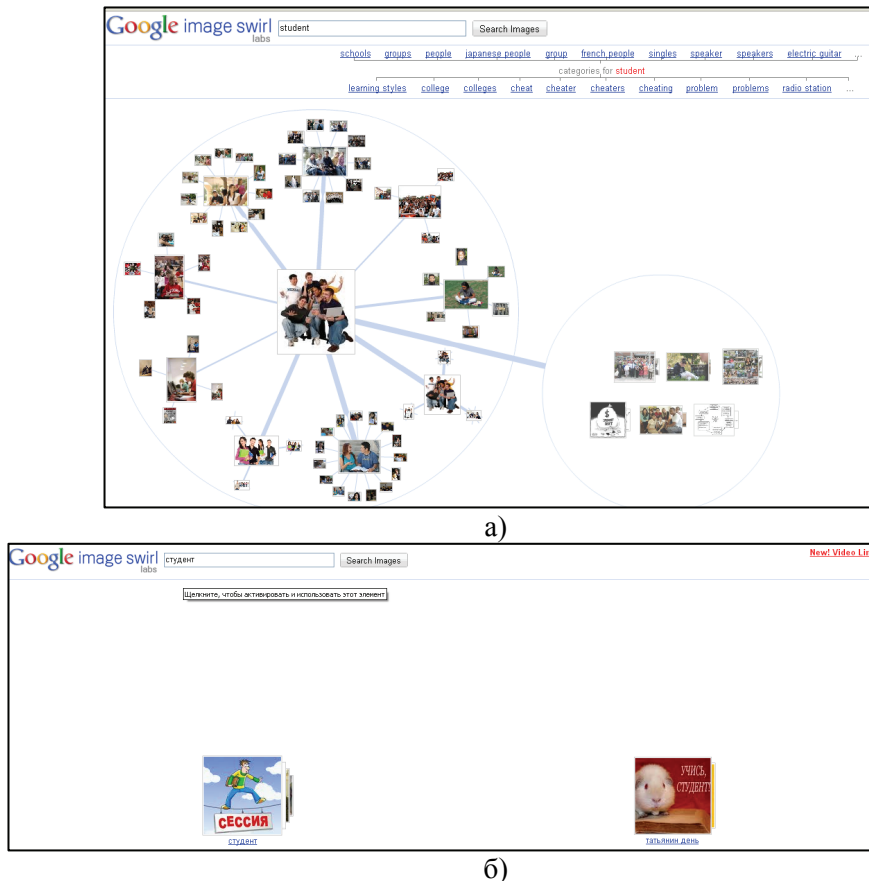 Google image swirl
labs
student
Search Images
schools groups people japanese people group french people singles speaker speakers electric guitar ...
categories for student
learning styles college colleges cheat cheater cheaters cheating problem problems radio station ...
а)
Google image swirl
labs
студент
Search Images
New! Video Lin
Щелкните, чтобы активировать и использовать этот элемент
УЧИСЬ,
СТУДЕНТ!
СЕССИЯ
студент
татьянин день
б)